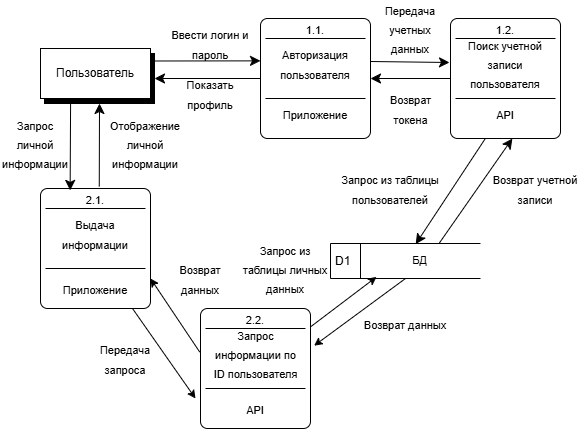 1.1.
Авторизация
пользователя
Приложение
Передача
учетных
данных
1.2.
Поиск учетной
записи
пользователя
API
Ввести логин и
пароль
Пользователь
Показать
профиль
Возврат
токена
Запрос
личной
информации
Отображение
личной
информации
Запрос из таблицы
пользователей
Возврат учетной
записи
2.1.
Выдача
информации
Приложение
Возврат
данных
Запрос из
таблицы личных
данных
D1
БД
2.2.
Запрос
информации по
ID пользователя
API
Возврат данных
Передача
запроса